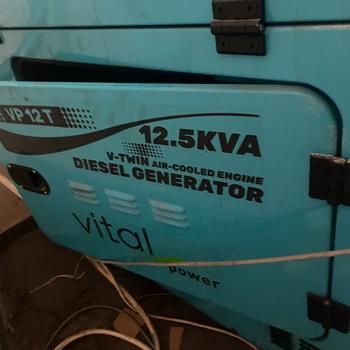 VP12T
12.5KVA
V-TWIN AIR-COOLED ENGINE
DIESEL GENERATOR
vital
power